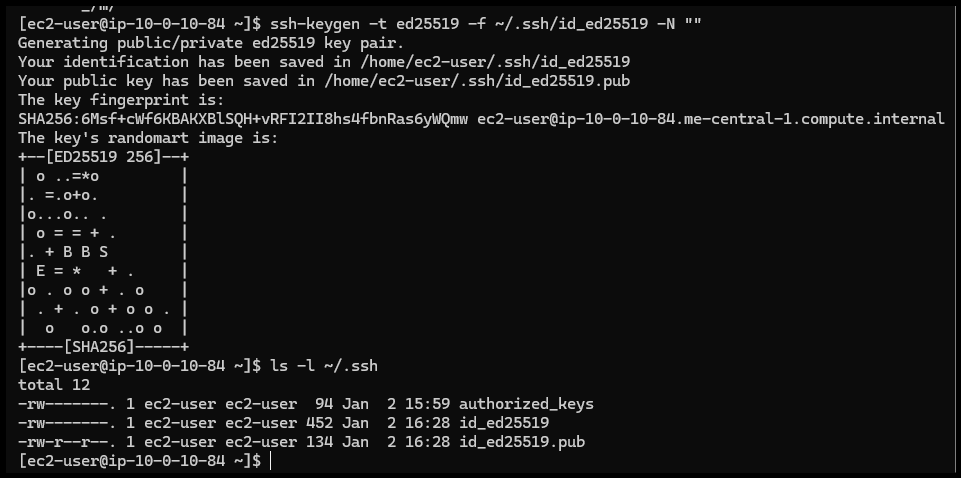 [ec2-user@ip-10-0-10-84 ~]$ ssh-keygen -t ed25519 -f ~/.ssh/id_ed25519 -N ""
Generating public/private ed25519 key pair.
Your identification has been saved in /home/ec2-user/.ssh/id_ed25519
Your public key has been saved in /home/ec2-user/.ssh/id_ed25519.pub
The key fingerprint is:
SHA256:6Msf+cWf6KBAKXBlSQH+vRFI2II8hs4fbnRas6yWQmw ec2-user@ip-10-0-10-84.me-central-1.compute.internal
The key's randomart image is:
+--[ED25519 256]--+
| o ..=*o         |
|. =.o+o.         |
|o...o.. .        |
| o = = + .       |
|. + B B S        |
| E = *   + .     |
|o . o o + . o    |
| . + . o + o o . |
|  o   o.o ..o o  |
+----[SHA256]-----+
[ec2-user@ip-10-0-10-84 ~]$ ls -l ~/.ssh
total 12
-rw-------. 1 ec2-user ec2-user  94 Jan  2 15:59 authorized_keys
-rw-------. 1 ec2-user ec2-user 452 Jan  2 16:28 id_ed25519
-rw-r--r--. 1 ec2-user ec2-user 134 Jan  2 16:28 id_ed25519.pub
[ec2-user@ip-10-0-10-84 ~]$